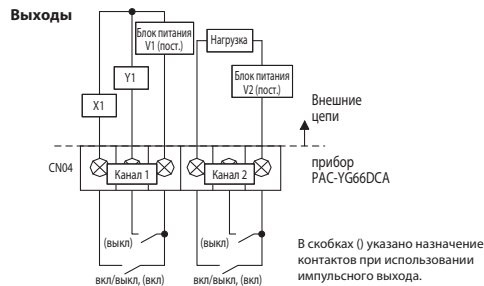 Выходы
Блок питания
V1 (пост.)
Нагрузка
Y1
Блок питания
V2 (пост.)
X1
Внешние
цепи
CN04
Канал 1
Канал 2
прибор
PAC-YG66DCA
(выкл)
(выкл)
В скобках () указано назначение
контактов при использовании
импульсного выхода.
вкл/выкл, (вкл)
вкл/выкл, (вкл)